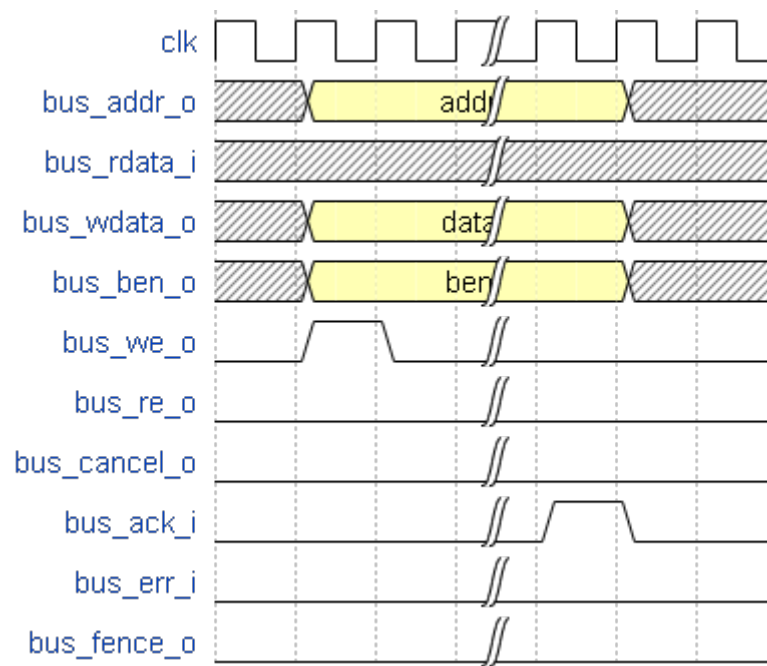 clk
bus_addr_o
addr
bus_rdata_i
bus_wdata_o
data
bus_ben_o
ben
bus_we_o
bus_re_o
bus_cancel_o
bus_ack_i
bus_err_i
bus_fence_o